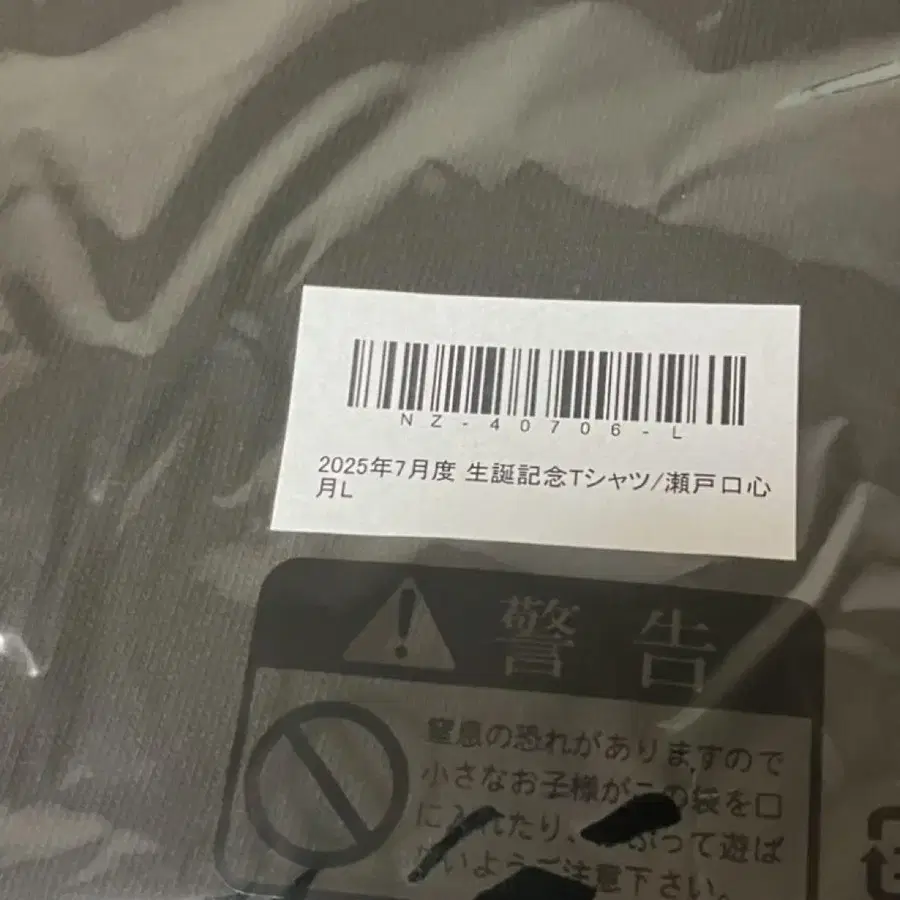 NZ-40706-L
2025年7月度 生誕記念Tシャツ/瀬戸口心
月L
警告
窒息の恐れがありますので
小さなお子様がこの袋を口
に入れたり、かぶって遊ば
ないようご注意下さい。